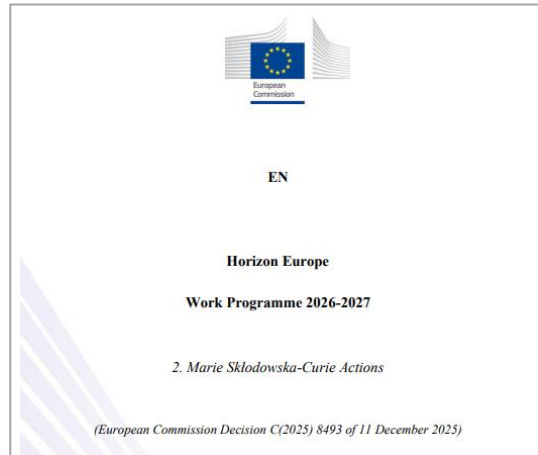 European
Commission
EN
Horizon Europe
Work Programme 2026-2027
2. Marie Skłodowska-Curie Actions
(European Commission Decision C(2025) 8493 of 11 December 2025)